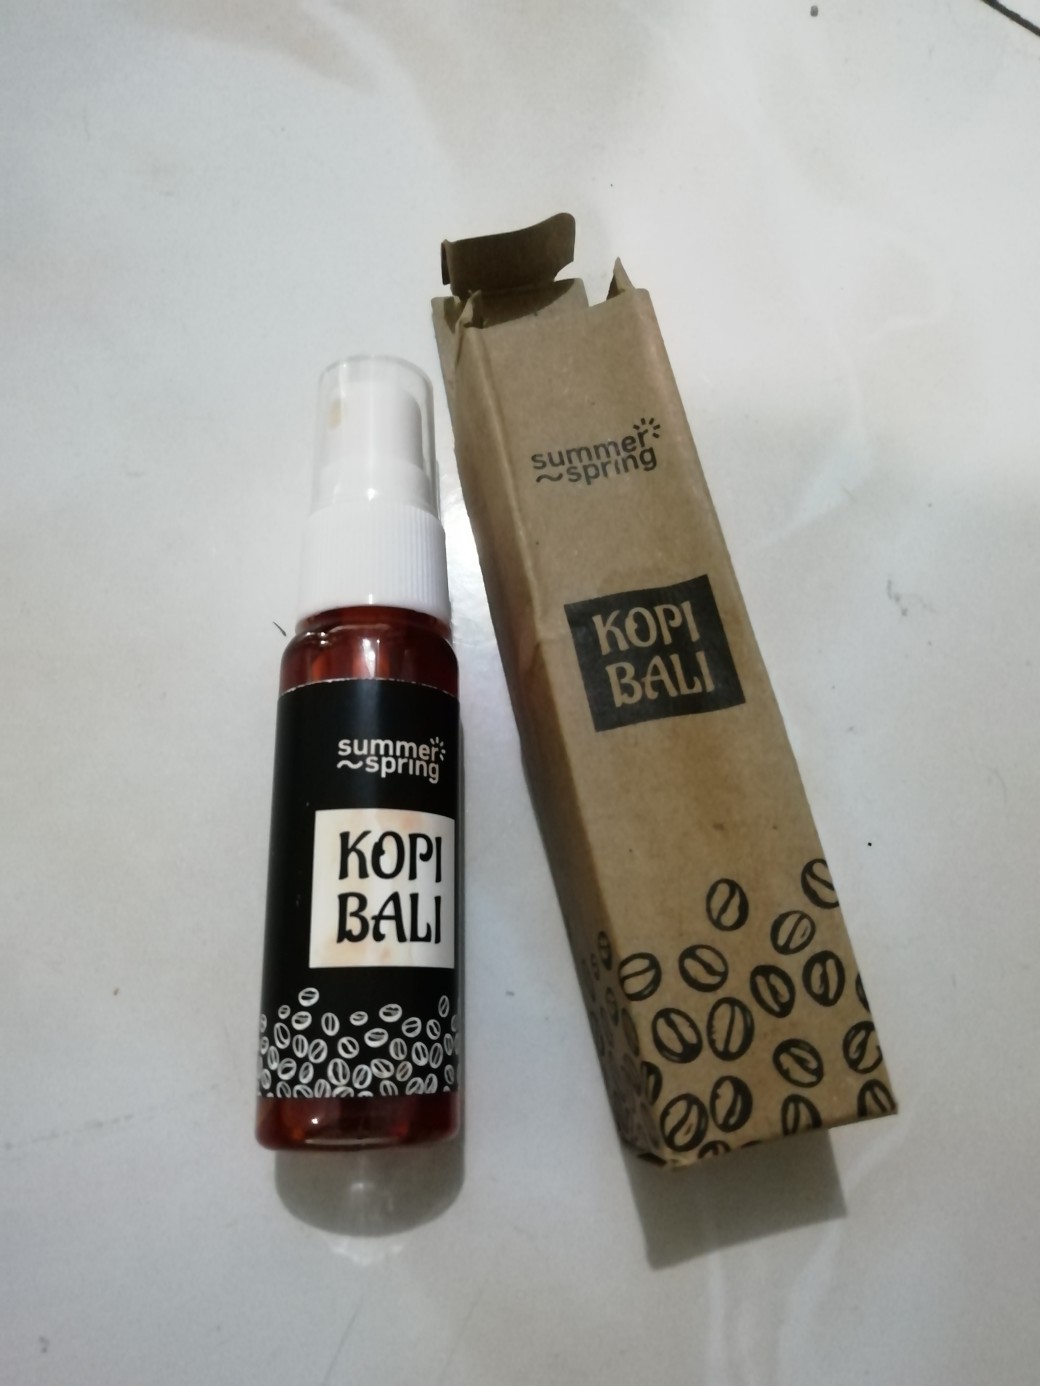 summer
~spring
KOPI
BALI
summer
~spring
KOPI
BALI